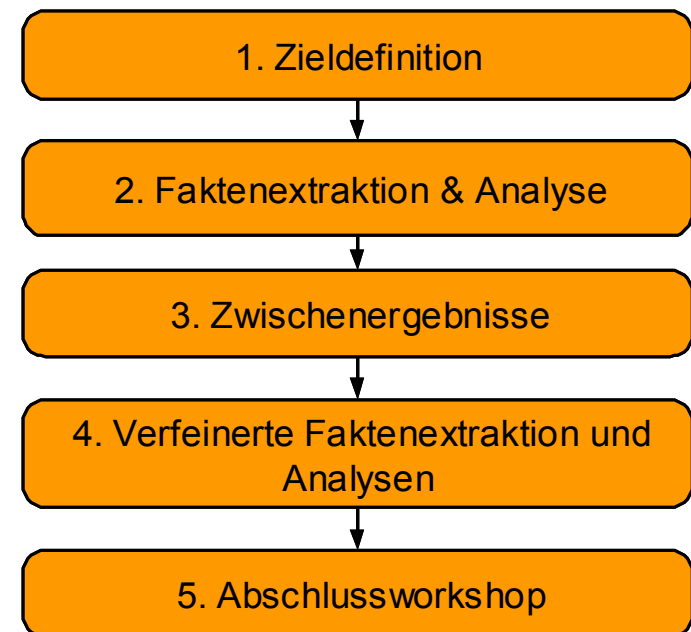 1. Zieldefinition
2. Faktenextraktion & Analyse
3. Zwischenergebnisse
4. Verfeinerte Faktenextraktion und
Analysen
5. Abschlussworkshop